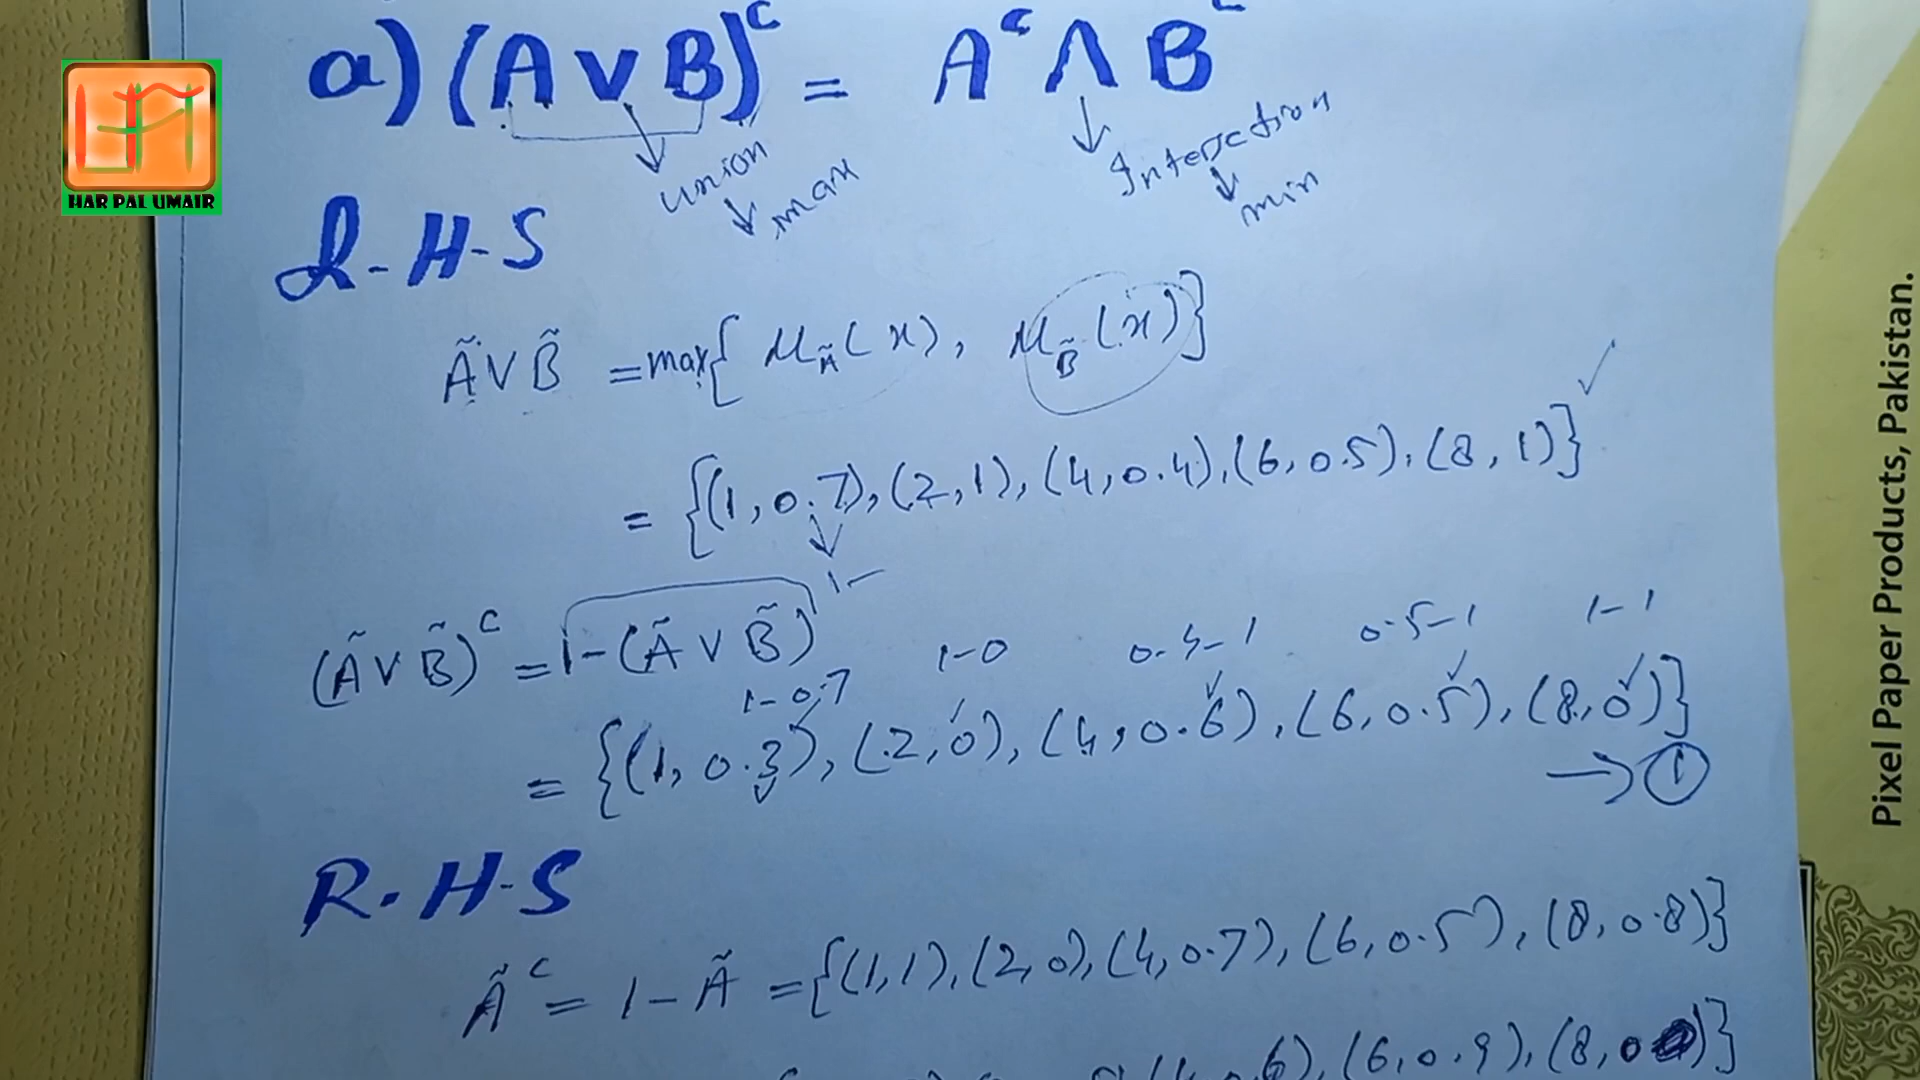 a) (A ∨ B)ᶜ = Aᶜ ∧ Bᶜ
union
max
Intersection
min
HAR PAL UMAIR
L-H-S
Ã ∨ B̃ = max{ μ_Ã(x), μ_B̃(x)}
= {(1, 0.7), (2, 1), (4, 0.4), (6, 0.5), (8, 1)}
1-
(Ã ∨ B̃)ᶜ = 1-(Ã ∨ B̃)
1-0.7 1-0 0.4-1 0.5-1 1-1
= {(1, 0.3), (2, 0), (4, 0.6), (6, 0.5), (8, 0)}
→ ①
R.H-S
Ãᶜ = 1-Ã = {(1,1), (2,0), (4,0.7), (6,0.5), (8,0.8)}
(6,0.9), (8,0
Pixel Paper Products, Pakistan.